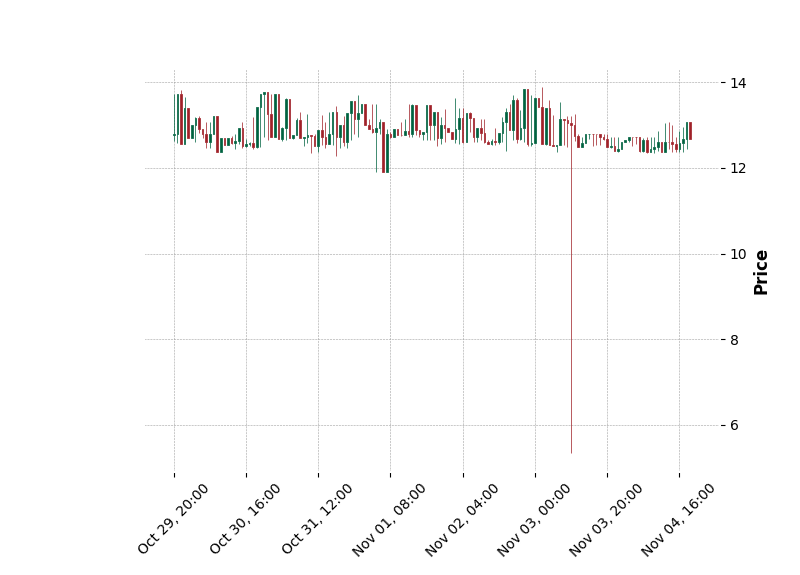 14
12
10
8
6
Price
Oct 29, 20:00
Oct 30, 16:00
Oct 31, 12:00
Nov 01, 08:00
Nov 02, 04:00
Nov 03, 00:00
Nov 03, 20:00
Nov 04, 16:00